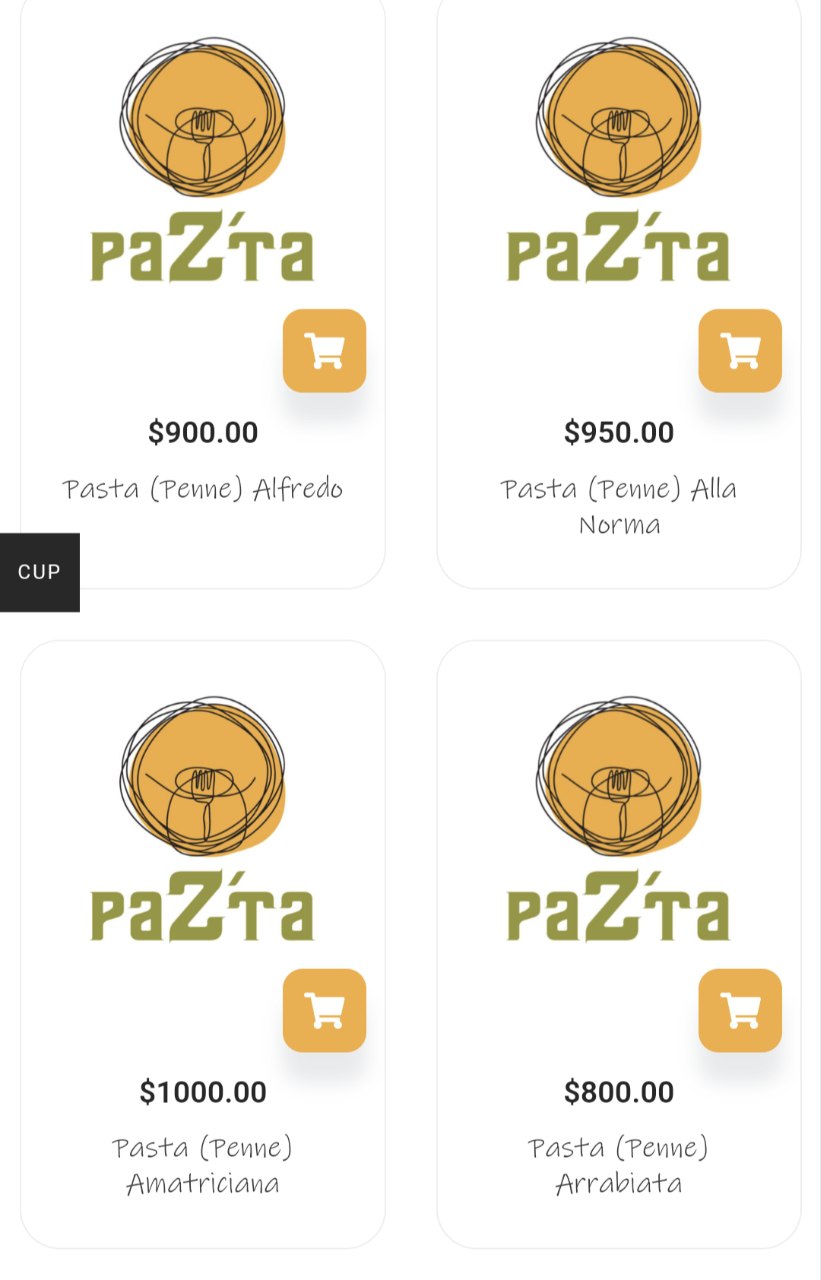 paZ´Ta
$900.00
Pasta (Penne) Alfredo
paZ´Ta
$950.00
Pasta (Penne) Alla
Norma
CUP
paZ´Ta
$1000.00
Pasta (Penne)
Amatriciana
paZ´Ta
$800.00
Pasta (Penne)
Arrabiata